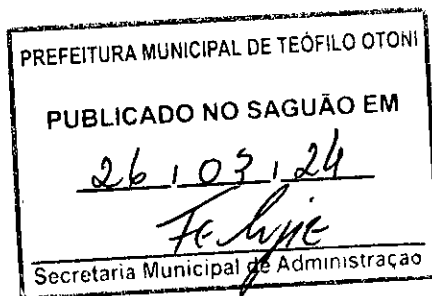 PREFEITURA MUNICIPAL DE TEÓFILO OTONI
PUBLICADO NO SAGUÃO EM
26 / 03 / 24
Secretaria Municipal de Administração